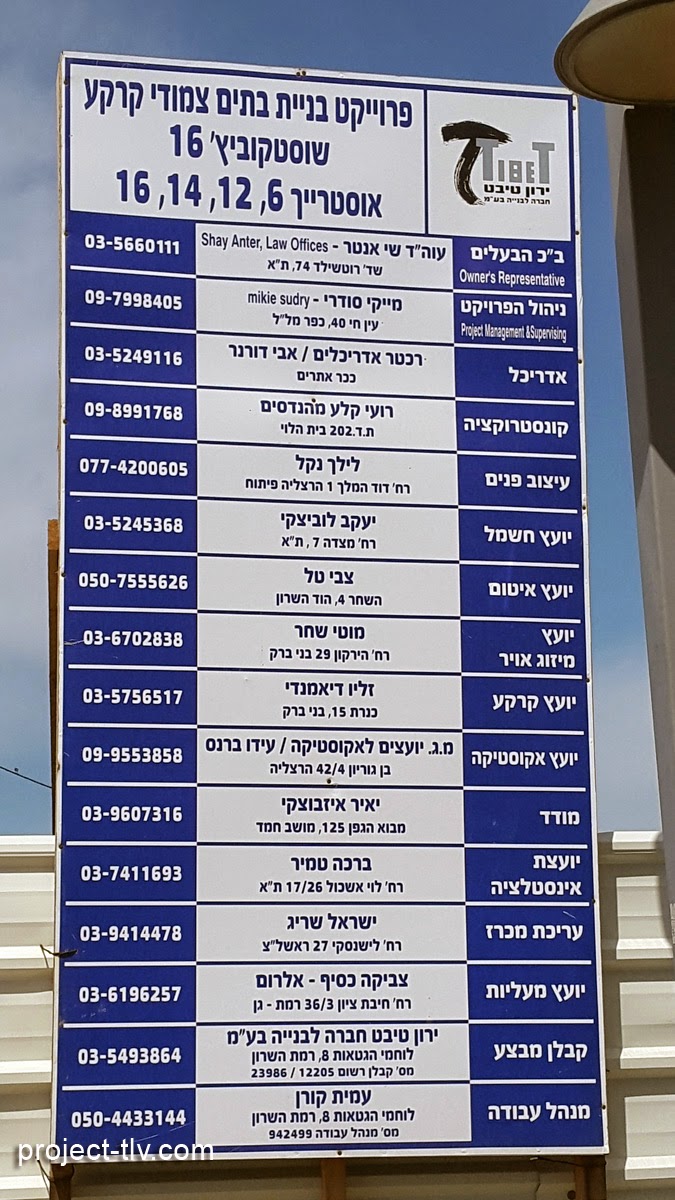 פרוייקט בניית בתים צמודי קרקע
שוסטקוביץ' 16
אוסטרייך 6, 12, 14, 16
TIBET
ירון טיבט
חברה לבנייה בע"מ
ב"כ הבעלים
Owner's Representative
עוה"ד שי אנטר - Shay Anter, Law Offices
שד' רוטשילד 74, ת"א
03-5660111
ניהול הפרויקט
Project Management &Supervising
מייקי סודרי - mikie sudry
עין חי 40, כפר מל"ל
09-7998405
אדריכל
רכטר אדריכלים / אבי דורנר
ככר אתרים
03-5249116
קונסטרוקציה
רועי קלע מהנדסים
ת.ד.202 בית הלוי
09-8991768
עיצוב פנים
לילך נקל
רח' דוד המלך 1 הרצליה פיתוח
077-4200605
יועץ חשמל
יעקב לוביצקי
רח' מצדה 7 , ת"א
03-5245368
יועץ איטום
צבי טל
השחר 4, הוד השרון
050-7555626
יועץ
מיזוג אויר
מוטי שחר
רח' הירקון 29 בני ברק
03-6702838
יועץ קרקע
זליו דיאמנדי
כנרת 15, בני ברק
03-5756517
יועץ אקוסטיקה
מ.ג. יועצים לאקוסטיקה / עידו ברנס
בן גוריון 42/4 הרצליה
09-9553858
מודד
יאיר איזבוצקי
מבוא הגפן 125, מושב חמד
03-9607316
יועצת
אינסטלציה
ברכה טמיר
רח' לוי אשכול 17/26 ת"א
03-7411693
עריכת מכרז
ישראל שריג
רח' לישנסקי 27 ראשל"צ
03-9414478
יועץ מעליות
צביקה כסיף - אלרום
רח' חיבת ציון 36/3 רמת - גן
03-6196257
קבלן מבצע
ירון טיבט חברה לבנייה בע"מ
לוחמי הגטאות 8, רמת השרון
מס' קבלן רשום 12205 / 23986
03-5493864
מנהל עבודה
עמית קורן
לוחמי הגטאות 8, רמת השרון
מס' מנהל עבודה 942499
050-4433144
project-tlv.com